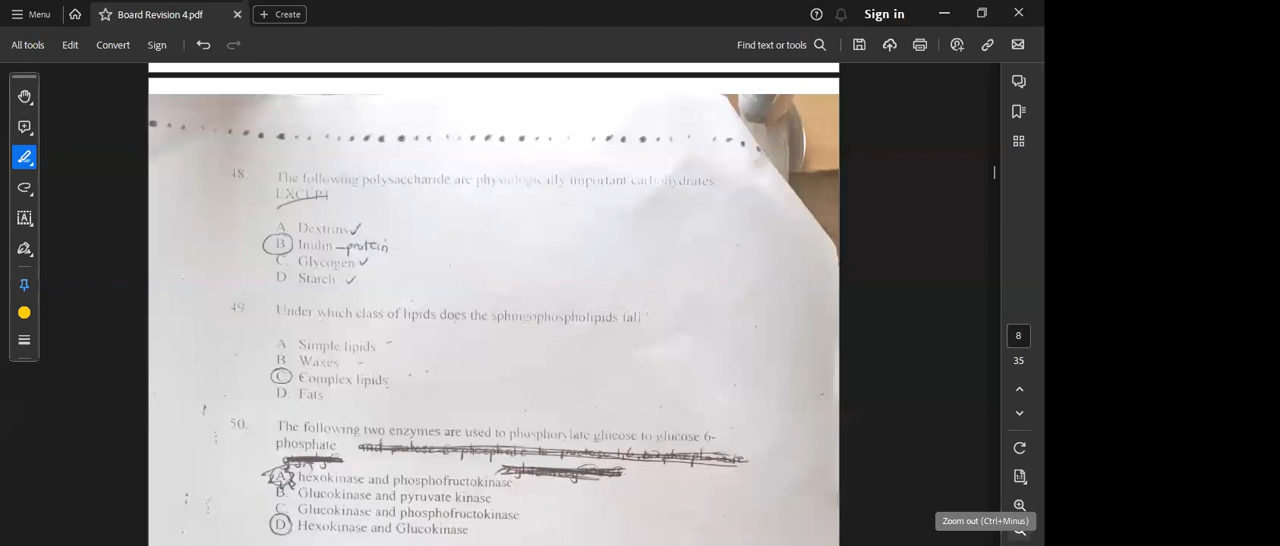 Menu
Board Revision 4.pdf
Create
Sign in
All tools Edit Convert Sign
Find text or tools
48. The following polysaccharide are physiologically important carbohydrates
EXCEPT
A. Dextrins ✓
B Inulin – protein
C. Glycogen ✓
D Starch ✓
49. Under which class of lipids does the sphingophospholipids fall
A Simple lipids
B Waxes
C Complex lipids
D. Fats
50. The following two enzymes are used to phosphorylate glucose to glucose 6-
phosphate
A hexokinase and phosphofructokinase
B. Glucokinase and pyruvate kinase
C. Glucokinase and phosphofructokinase
D. Hexokinase and Glucokinase
8
35
Zoom out (Ctrl+Minus)